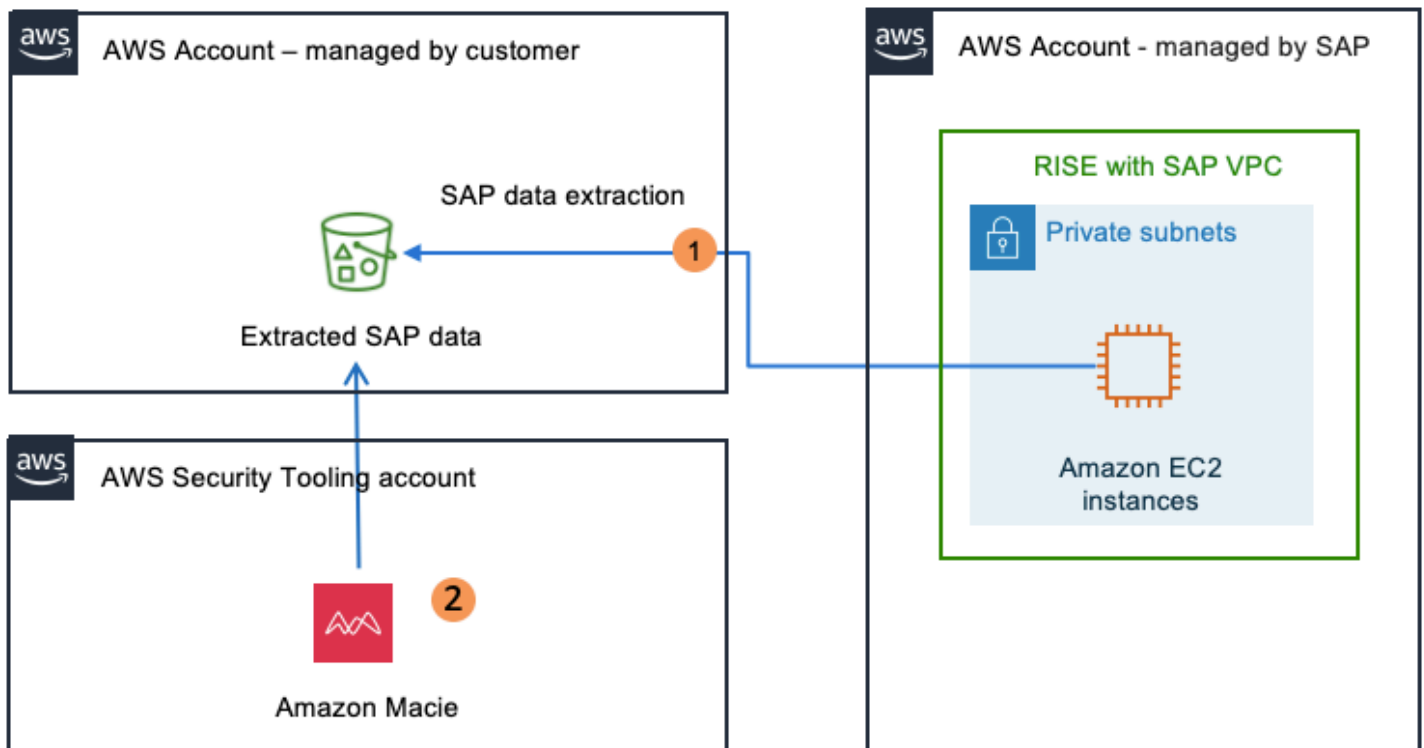 aws
AWS Account – managed by customer
SAP data extraction
1
Extracted SAP data
aws
AWS Security Tooling account
2
Amazon Macie
aws
AWS Account - managed by SAP
RISE with SAP VPC
Private subnets
Amazon EC2
instances